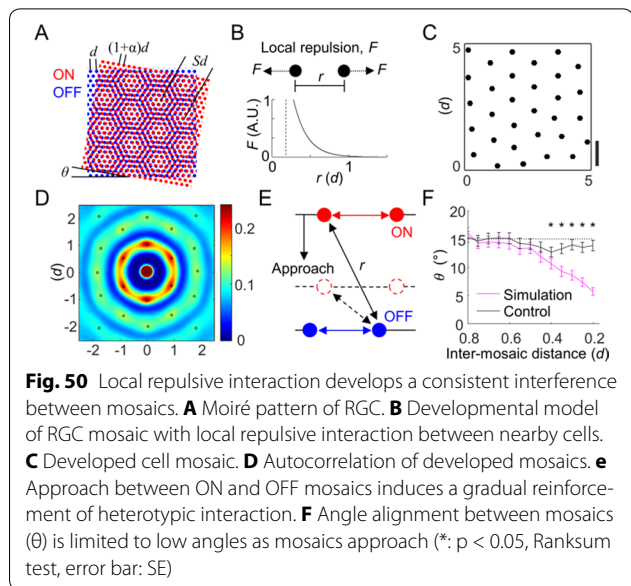 A
d
(1+α)d
Sd
ON
OFF
θ
B
Local repulsion, F
F
F
r
1
F (A.U.)
0
0
1
r (d)
C
5
(d)
0
0
5
D
2
1
0
-1
-2
(d)
-2
-1
0
1
2
0.2
0.1
0
E
ON
Approach
r
OFF
F
20
15
10
5
0
θ (°)
* * * * *
Simulation
Control
0.8
0.6
0.4
0.2
Inter-mosaic distance (d)
Fig. 50 Local repulsive interaction develops a consistent interference
between mosaics. A Moiré pattern of RGC. B Developmental model
of RGC mosaic with local repulsive interaction between nearby cells.
C Developed cell mosaic. D Autocorrelation of developed mosaics. e
Approach between ON and OFF mosaics induces a gradual reinforce-
ment of heterotypic interaction. F Angle alignment between mosaics
(θ) is limited to low angles as mosaics approach (*: p < 0.05, Ranksum
test, error bar: SE)